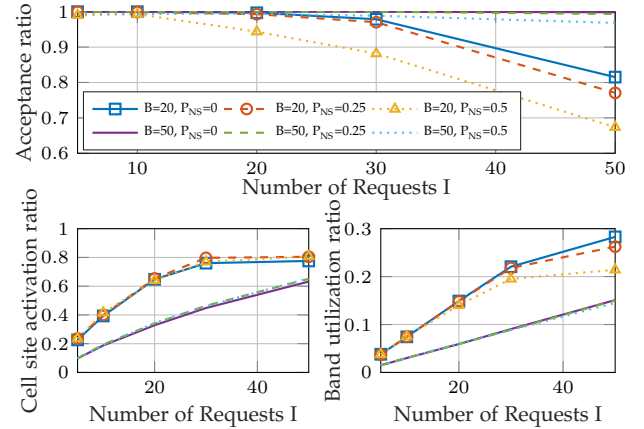 Acceptance ratio
1
0.9
0.8
0.7
0.6
B=20, P_NS=0
B=20, P_NS=0.25
B=20, P_NS=0.5
B=50, P_NS=0
B=50, P_NS=0.25
B=50, P_NS=0.5
10 20 30 40 50
Number of Requests I
Cell site activation ratio
1
0.8
0.6
0.4
0.2
0
20 40
Number of Requests I
Band utilization ratio
0.3
0.2
0.1
0
20 40
Number of Requests I